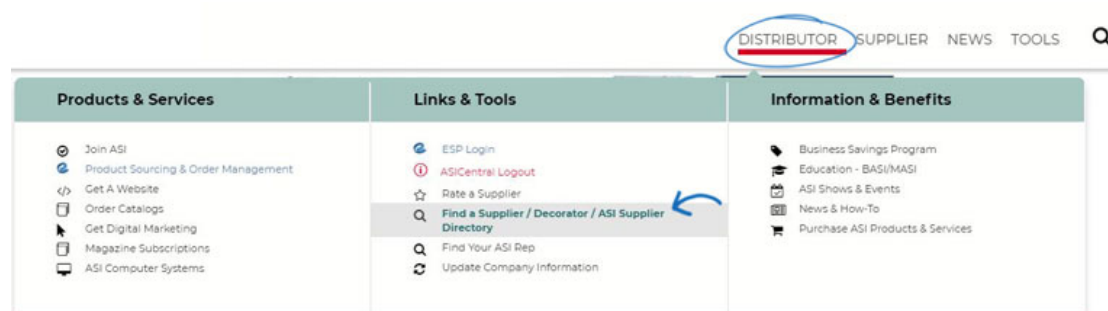 DISTRIBUTOR SUPPLIER NEWS TOOLS
Products & Services
Join ASI
Product Sourcing & Order Management
Get A Website
Order Catalogs
Get Digital Marketing
Magazine Subscriptions
ASI Computer Systems
Links & Tools
ESP Login
ASICentral Logout
Rate a Supplier
Find a Supplier / Decorator / ASI Supplier
Directory
Find Your ASI Rep
Update Company Information
Information & Benefits
Business Savings Program
Education - BASI/MASI
ASI Shows & Events
News & How-To
Purchase ASI Products & Services